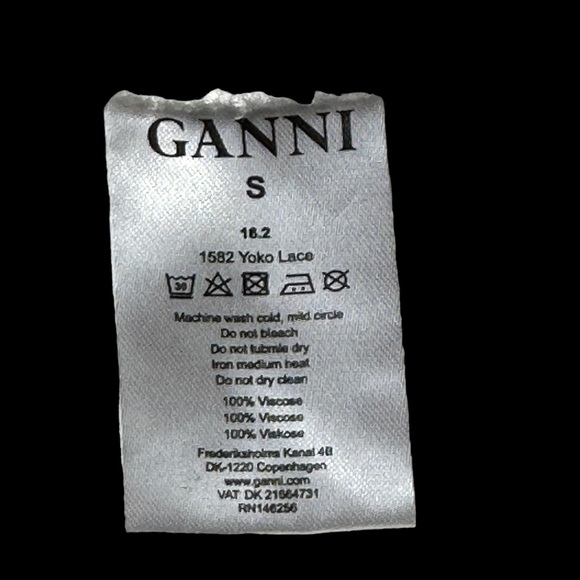 GANNI
S
16.2
1582 Yoko Lace
30
Machine wash cold, mild circle
Do not bleach
Do not tubmle dry
Iron medium heat
Do not dry clean
100% Viscose
100% Viscose
100% Viskose
Frederiksholms Kanal 4B
DK-1220 Copenhagen
www.ganni.com
VAT DK 21664731
RN146256